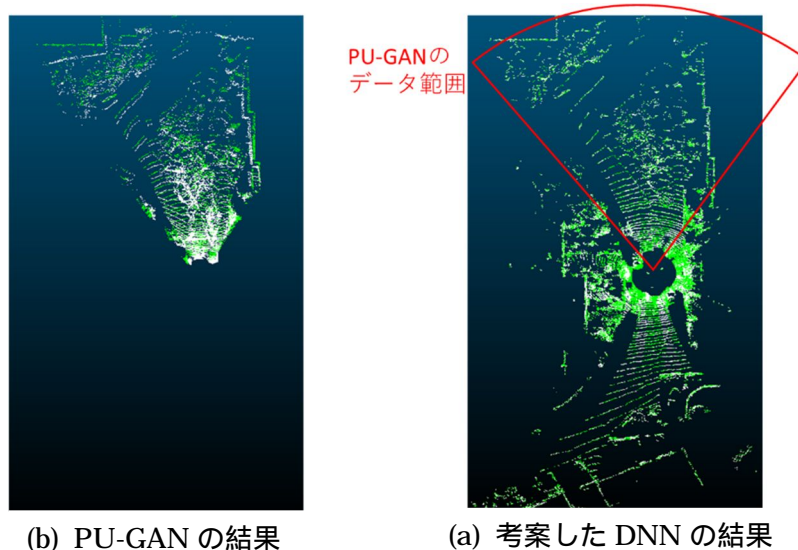 PU-GANの
データ範囲
(b) PU-GAN の結果
(a) 考案した DNN の結果